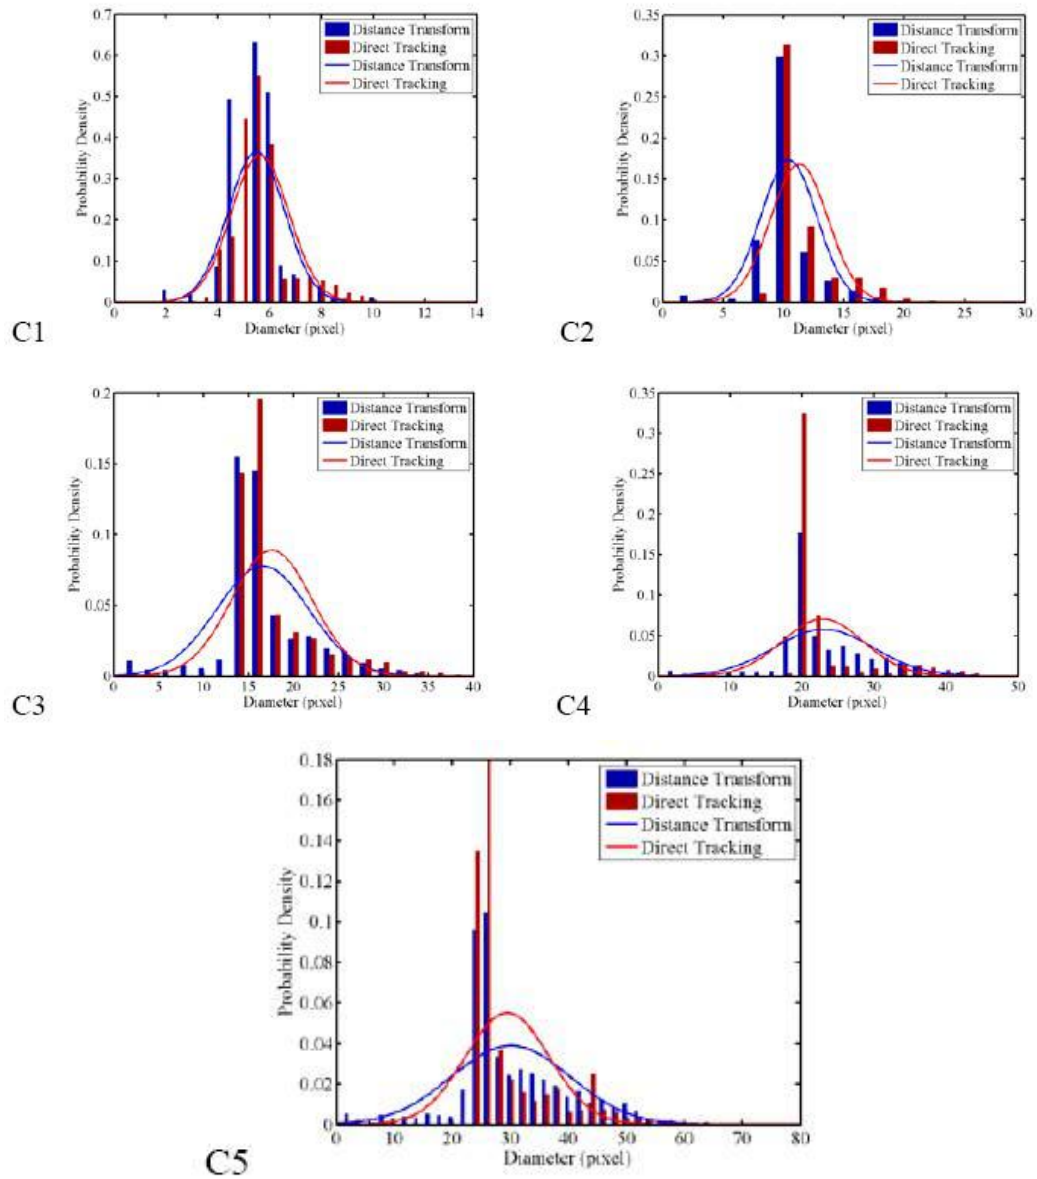 0.7
0.6
0.5
0.4
0.3
0.2
0.1
0
Probability Density
Distance Transform
Direct Tracking
Distance Transform
Direct Tracking
0 2 4 6 8 10 12 14
Diameter (pixel)
C1
0.35
0.3
0.25
0.2
0.15
0.1
0.05
0
Probability Density
Distance Transform
Direct Tracking
Distance Transform
Direct Tracking
0 5 10 15 20 25 30
Diameter (pixel)
C2
0.2
0.15
0.1
0.05
0
Probability Density
Distance Transform
Direct Tracking
Distance Transform
Direct Tracking
0 5 10 15 20 25 30 35 40
Diameter (pixel)
C3
0.35
0.3
0.25
0.2
0.15
0.1
0.05
0
Probability Density
Distance Transform
Direct Tracking
Distance Transform
Direct Tracking
0 10 20 30 40 50
Diameter (pixel)
C4
0.18
0.16
0.14
0.12
0.1
0.08
0.06
0.04
0.02
0
Probability Density
Distance Transform
Direct Tracking
Distance Transform
Direct Tracking
0 10 20 30 40 50 60 70 80
Diameter (pixel)
C5